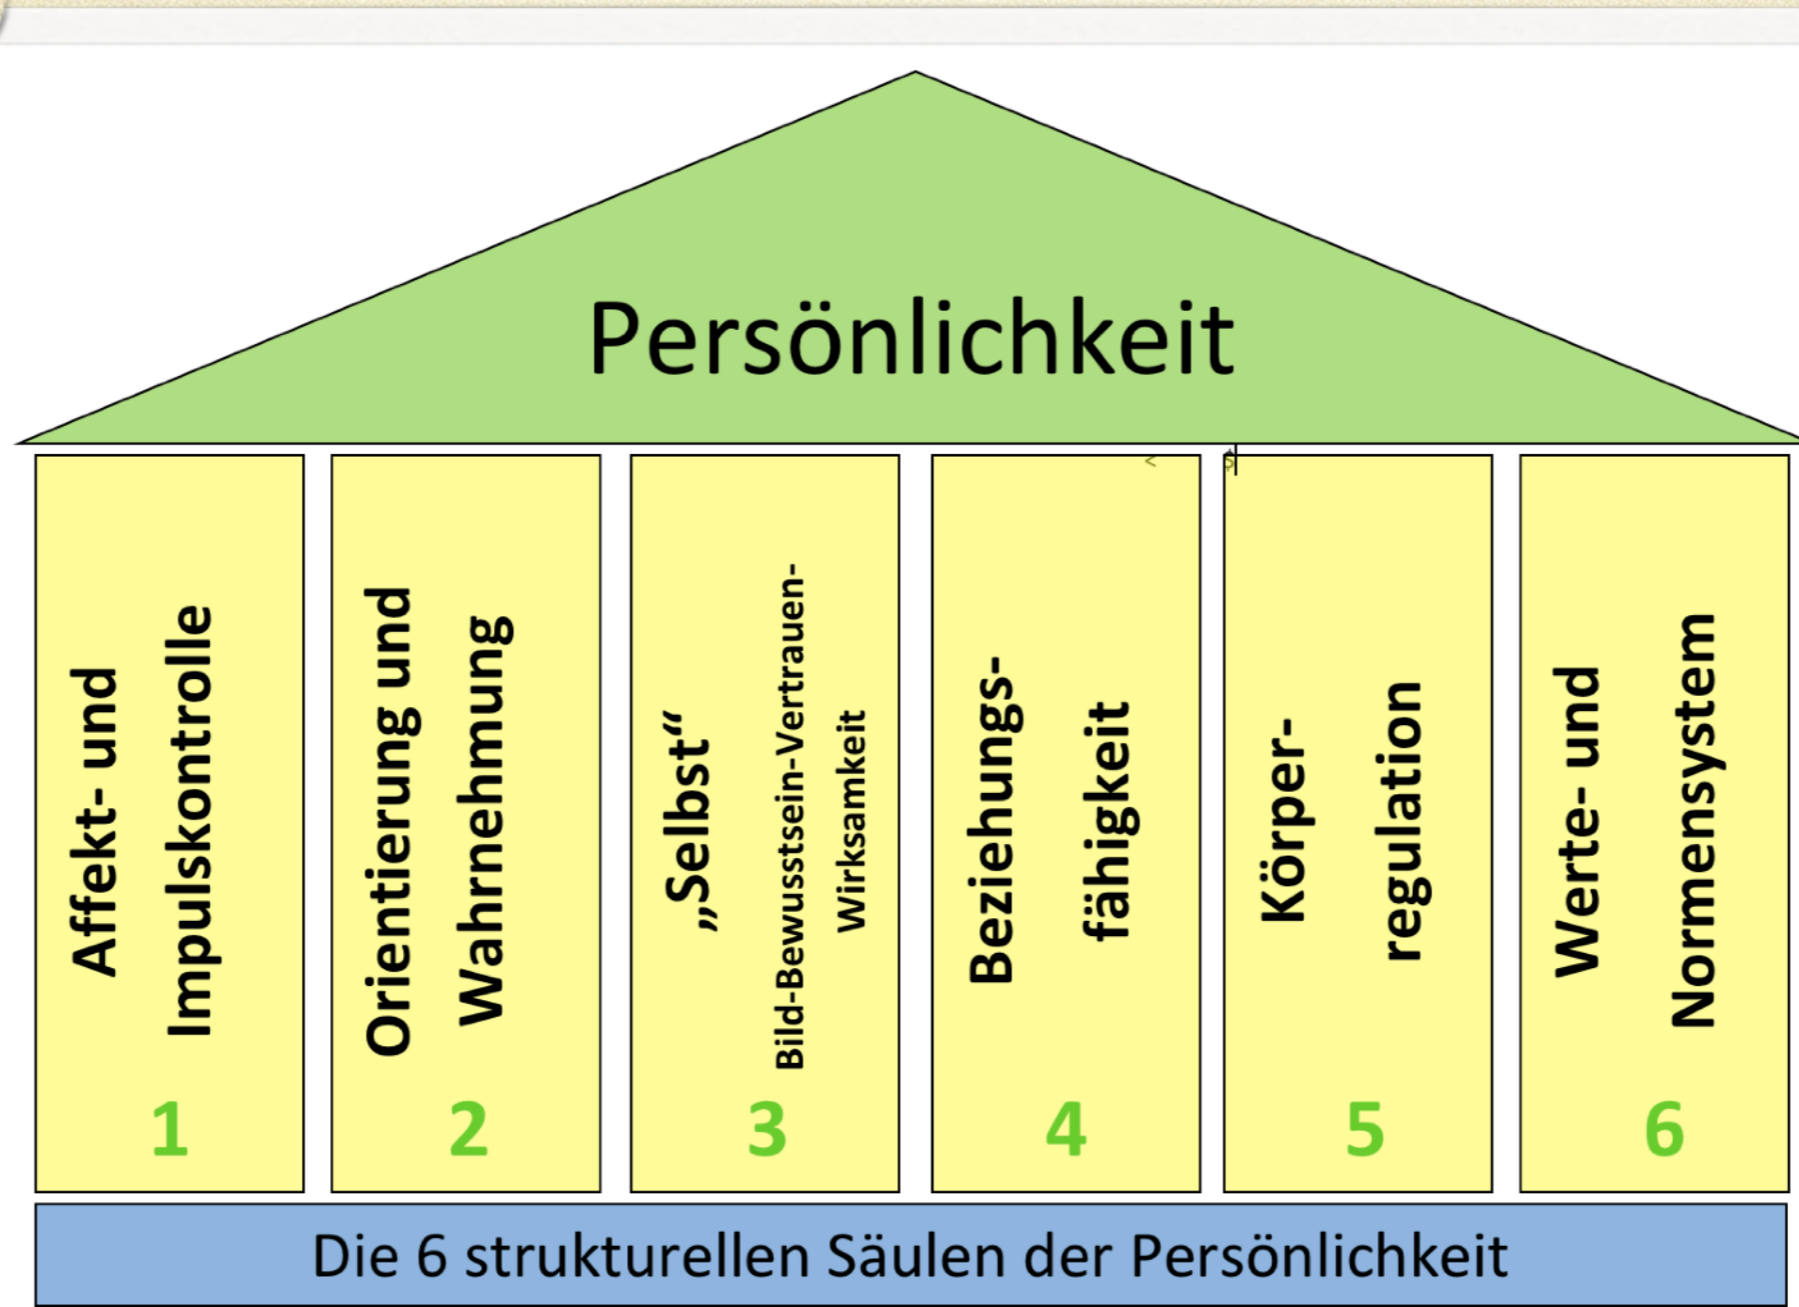 Persönlichkeit
Affekt- und
Impulskontrolle
1
Orientierung und
Wahrnehmung
2
„Selbst“
Bild-Bewusstsein-Vertrauen-
Wirksamkeit
3
Beziehungs-
fähigkeit
4
<
$
Körper-
regulation
5
Werte- und
Normensystem
6
Die 6 strukturellen Säulen der Persönlichkeit